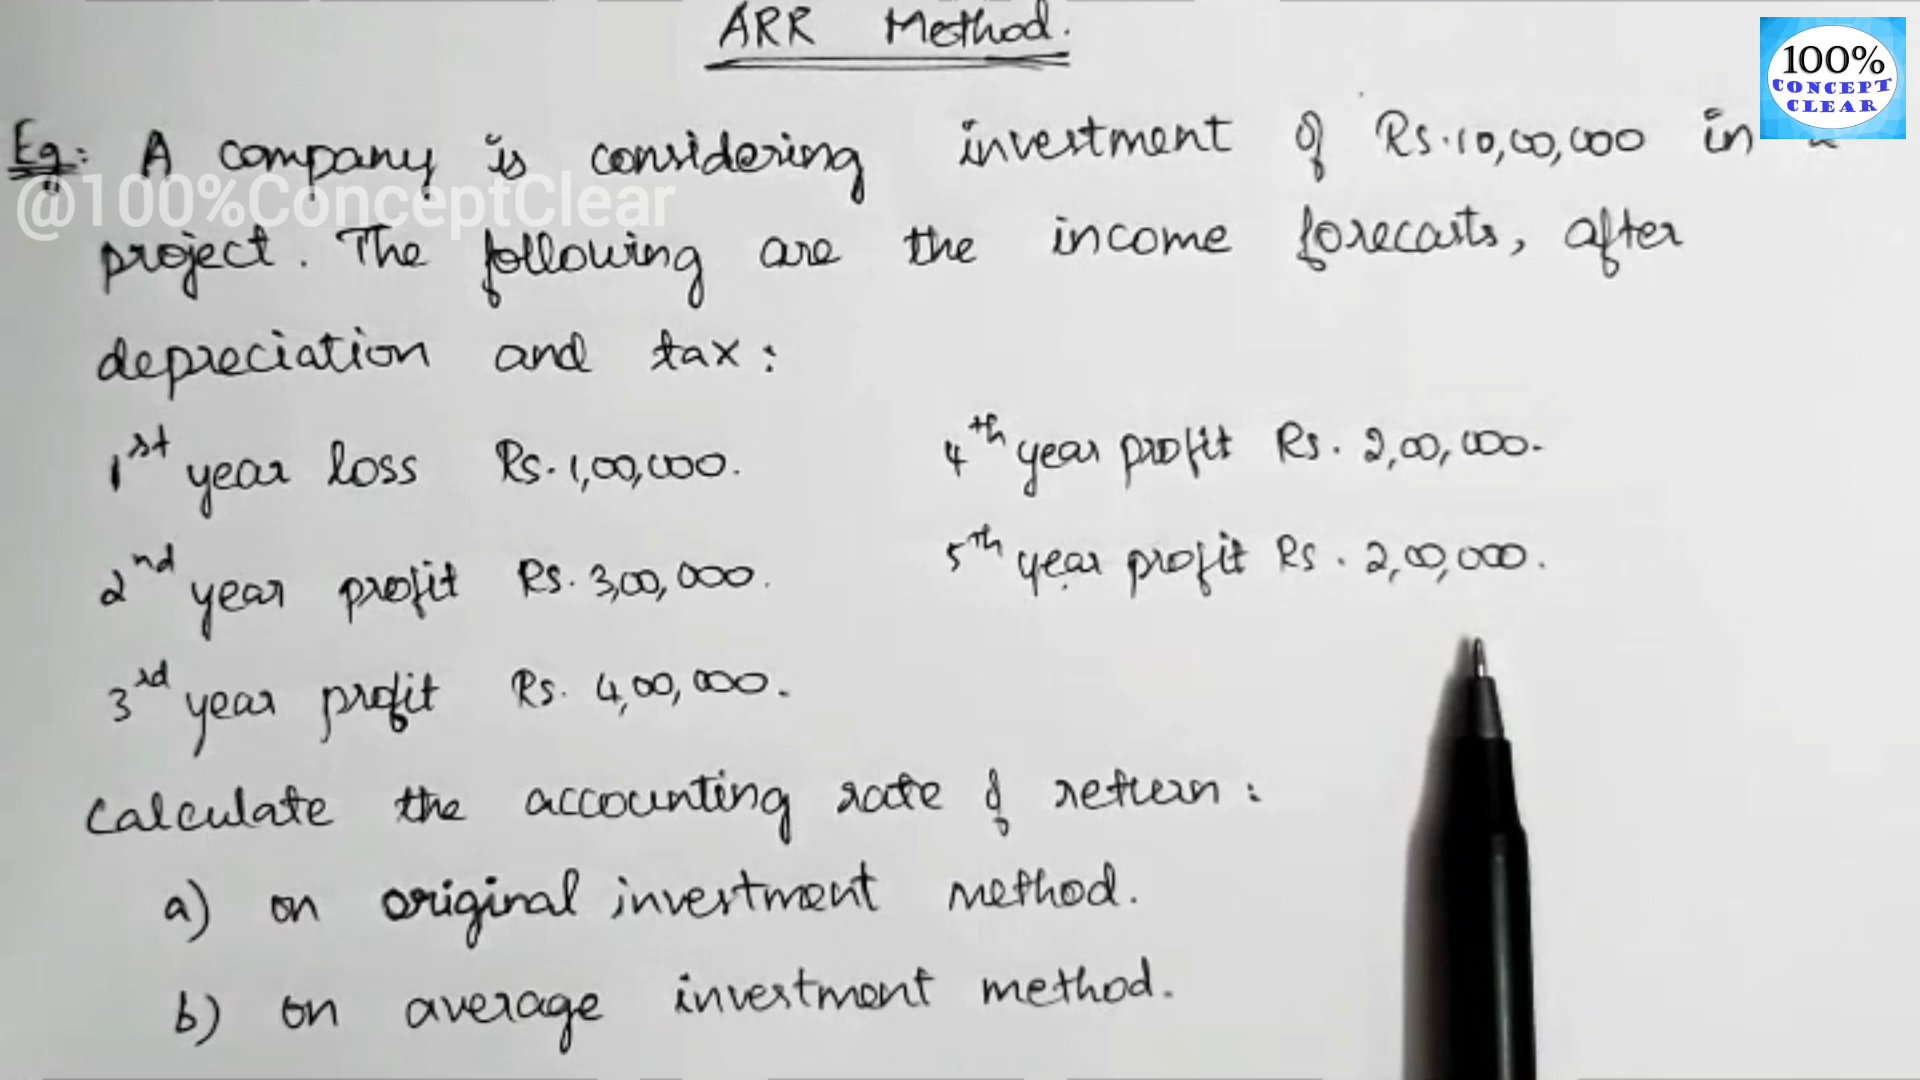 ARR Method.
100%
CONCEPT
CLEAR
Eg: A company is considering investment of Rs.10,00,000 in a
@100%ConceptClear
project. The following are the income forecasts, after
depreciation and tax:
1st year loss Rs. 1,00,000.
4th year profit Rs. 2,00,000.
2nd year profit Rs. 3,00,000.
5th year profit Rs. 2,00,000.
3rd year profit Rs. 4,00,000.
Calculate the accounting rate of return:
a) on original investment method.
b) on average investment method.